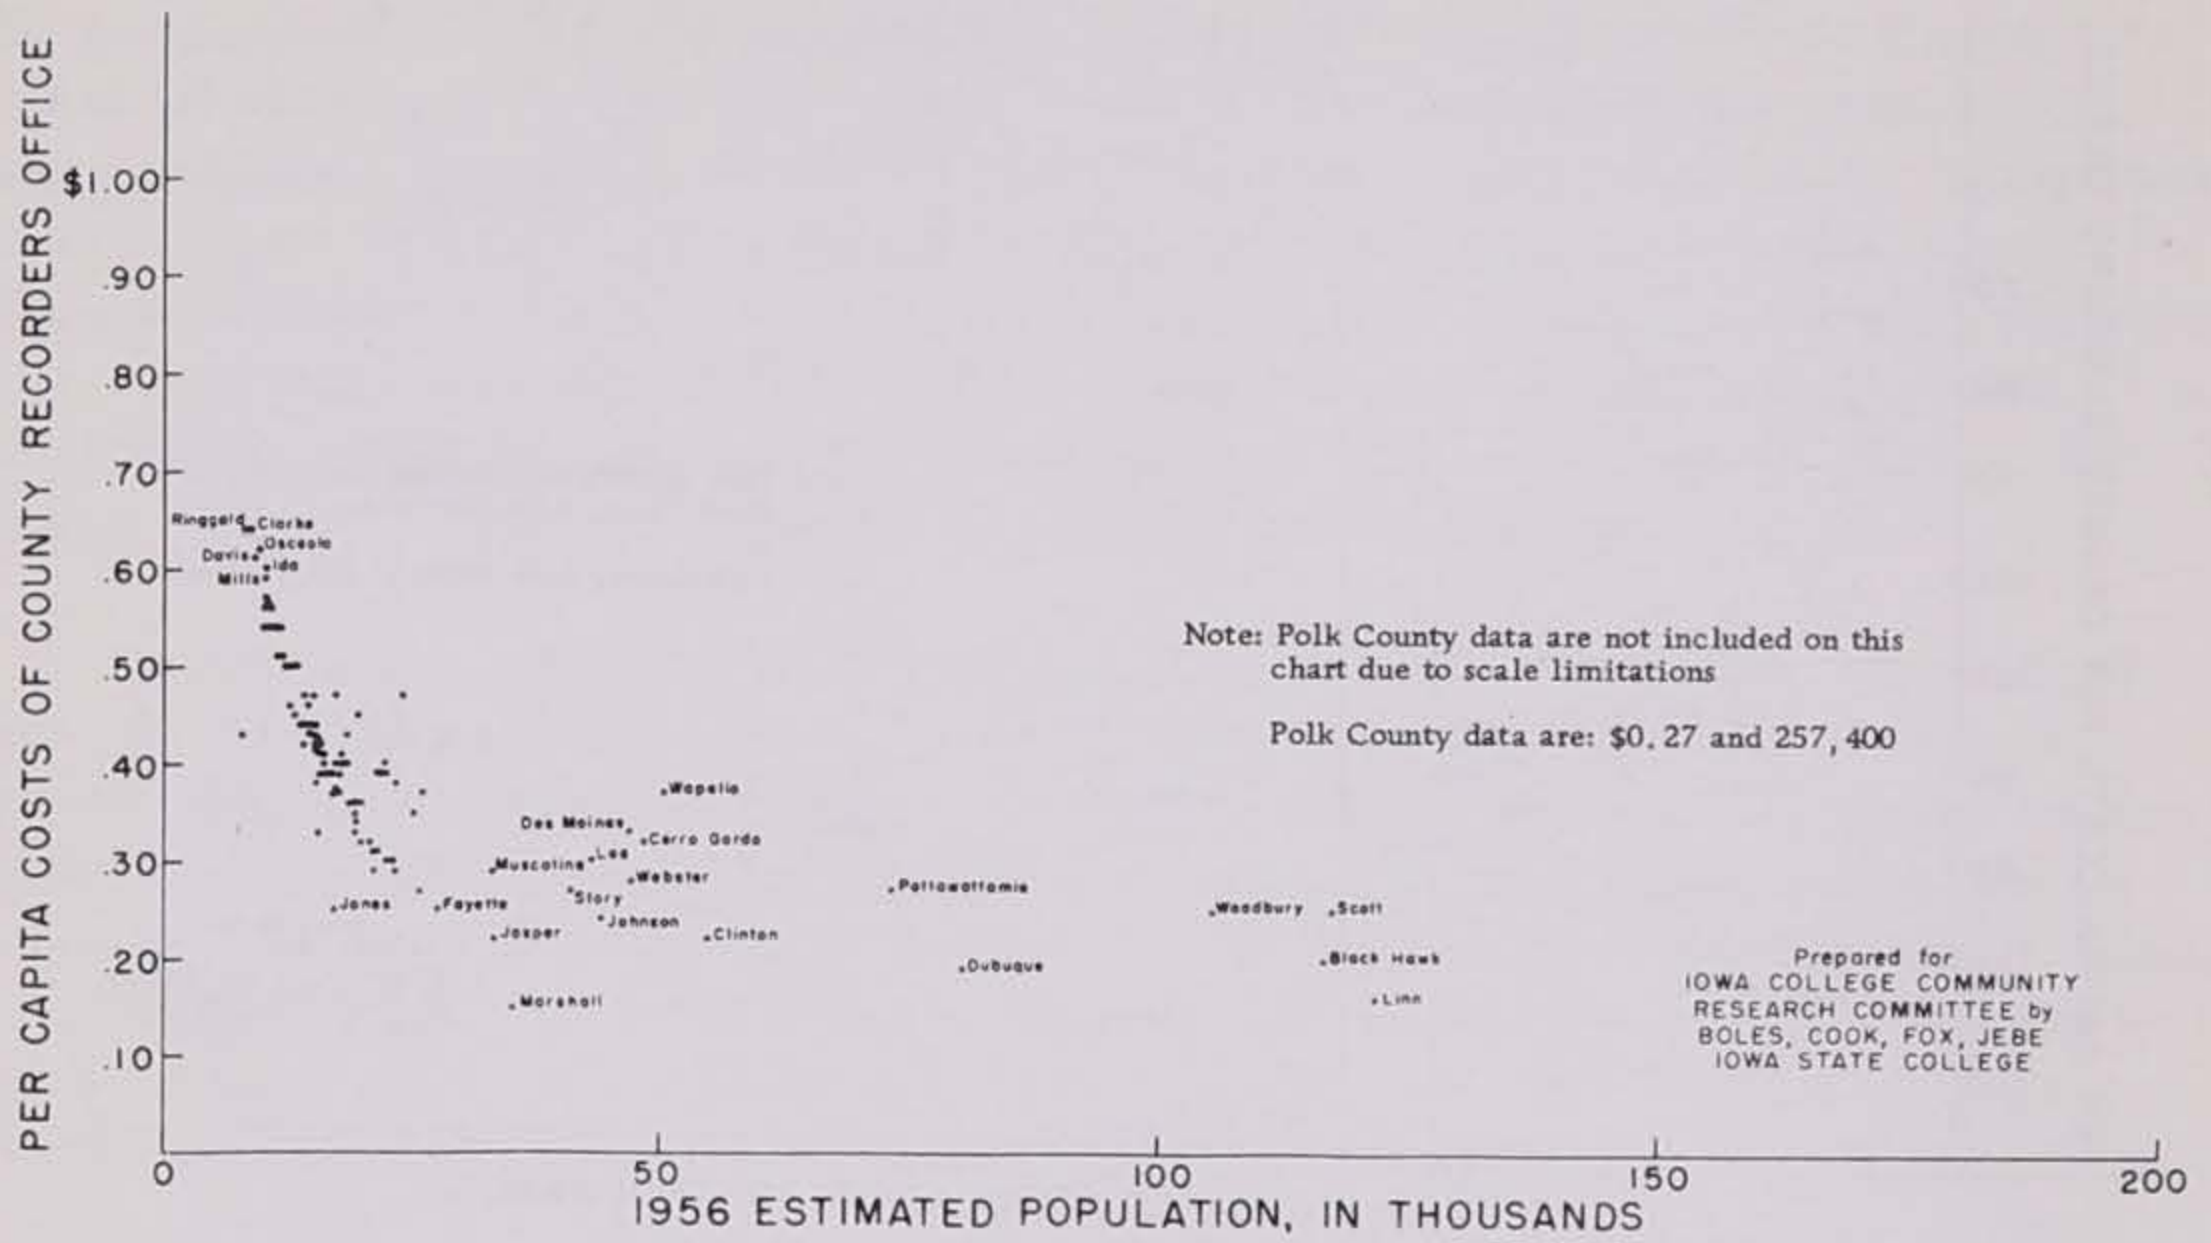 PER CAPITA COSTS OF COUNTY RECORDERS OFFICE
$1.00
.90
.80
.70
.60
.50
.40
.30
.20
.10
Ringgold
Clarke
Osceola
Davis
Ida
Mills
Note: Polk County data are not included on this
chart due to scale limitations
Polk County data are: $0.27 and 257,400
Wapello
Des Moines
Cerro Gordo
Lee
Muscatine
Webster
Pottawattamie
Story
Jones
Fayette
Woodbury
Scott
Johnson
Jasper
Clinton
Dubuque
Black Hawk
Marshall
Linn
Prepared for
IOWA COLLEGE COMMUNITY
RESEARCH COMMITTEE by
BOLES, COOK, FOX, JEBE
IOWA STATE COLLEGE
0 50 100 150 200
1956 ESTIMATED POPULATION, IN THOUSANDS